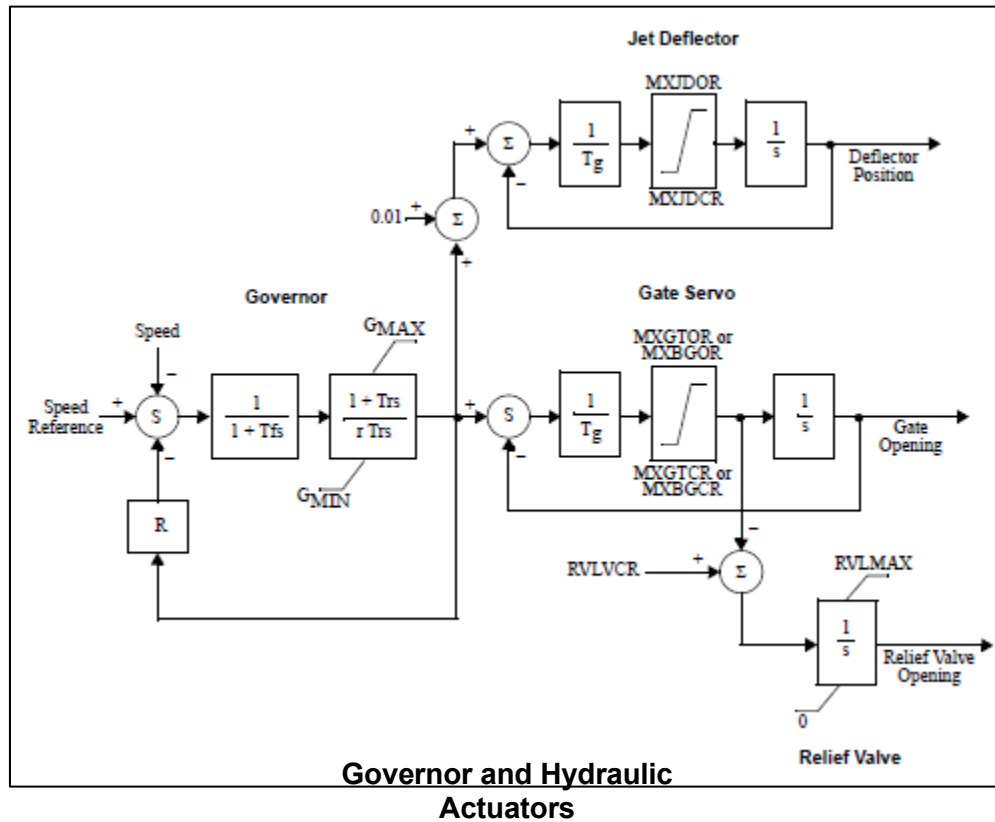 Jet Deflector
MXJDOR
+
Σ
1
Tg
1
s
−
Deflector
Position
MXJDCR
0.01
+
Σ
+
Governor
Gate Servo
Speed
GMAX
MXGTOR or
MXBGOR
−
Speed
Reference
+
S
1
1 + Tfs
1 + Trs
r Trs
+
S
1
Tg
1
s
−
−
Gate
Opening
GMIN
MXGTCR or
MXBGCR
R
−
RVLVCR
+
Σ
RVLMAX
1
s
Relief Valve
Opening
0
Relief Valve
Governor and Hydraulic
Actuators